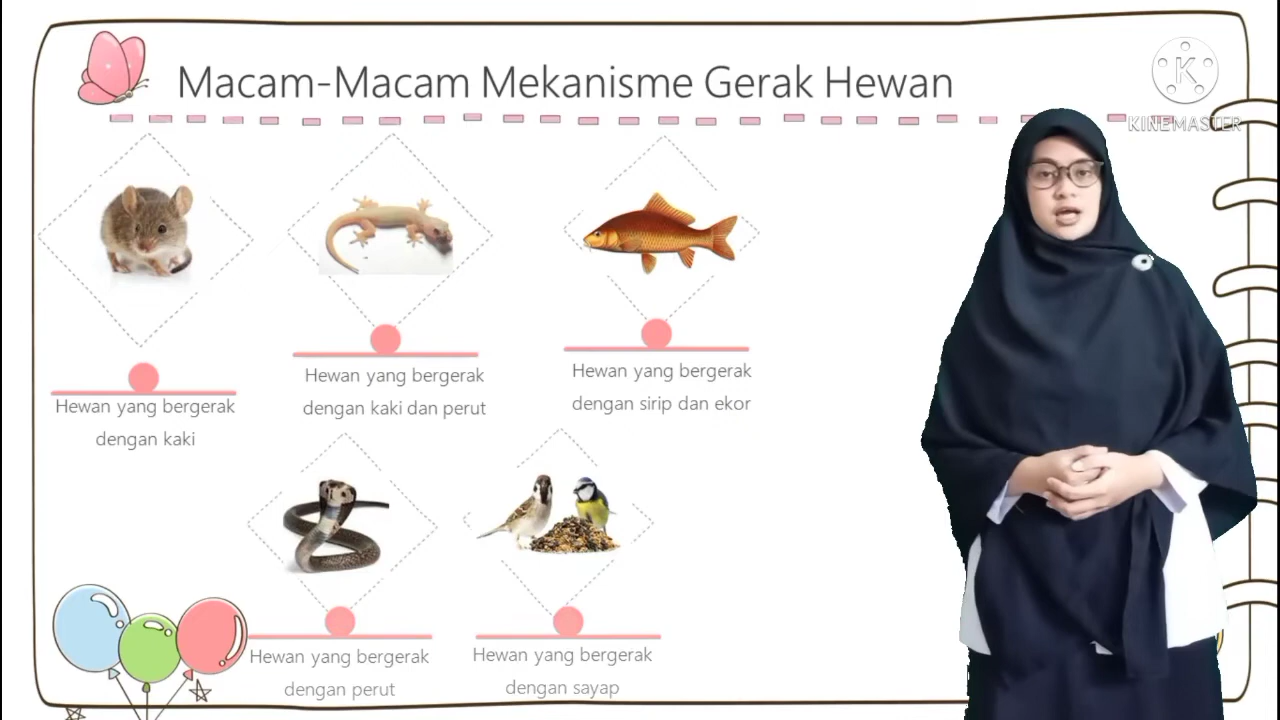 Macam-Macam Mekanisme Gerak Hewan
K
KINEMASTER
Hewan yang bergerak
dengan kaki
Hewan yang bergerak
dengan kaki dan perut
Hewan yang bergerak
dengan sirip dan ekor
Hewan yang bergerak
dengan perut
Hewan yang bergerak
dengan sayap